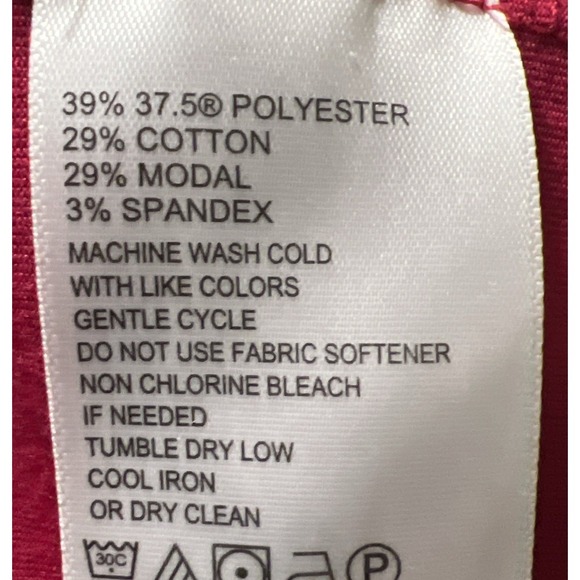 39% 37.5® POLYESTER
29% COTTON
29% MODAL
3% SPANDEX
MACHINE WASH COLD
WITH LIKE COLORS
GENTLE CYCLE
DO NOT USE FABRIC SOFTENER
NON CHLORINE BLEACH
IF NEEDED
TUMBLE DRY LOW
COOL IRON
OR DRY CLEAN
30C P